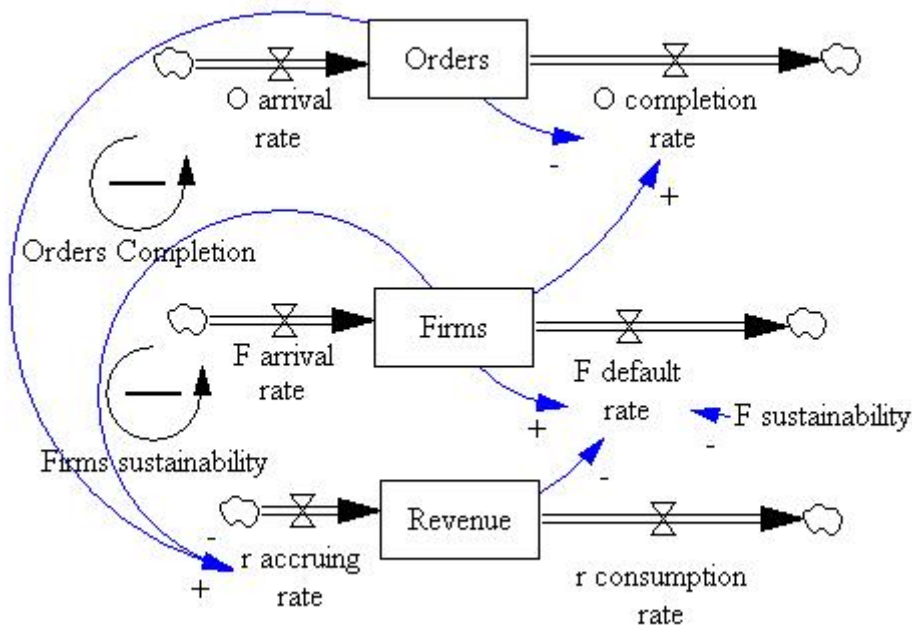 Orders
O arrival
rate
O completion
rate
-
+
Orders Completion
Firms
F arrival
rate
F default
rate
+
F sustainability
-
Firms sustainability
-
Revenue
-
+
r accruing
rate
r consumption
rate